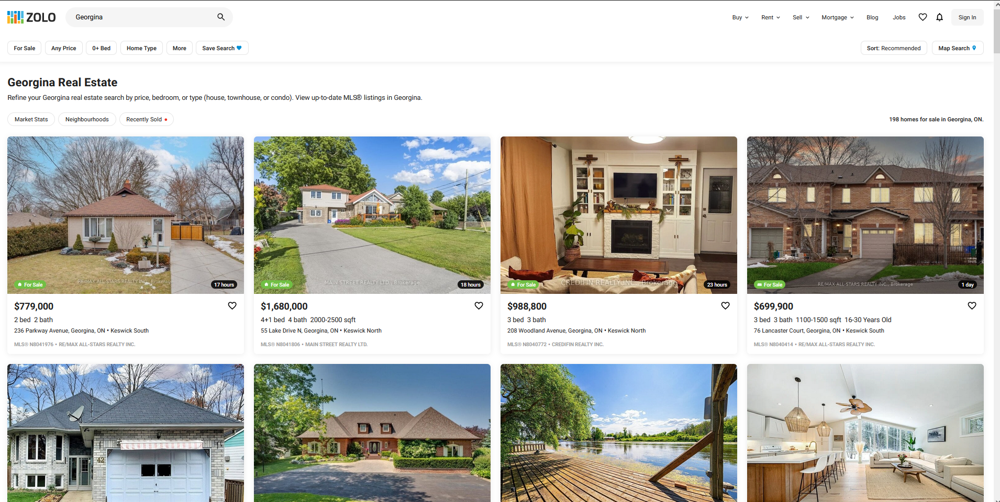 ZOLO
Georgina
Buy
Rent
Sell
Mortgage
Blog
Jobs
Sign In
For Sale
Any Price
0+ Bed
Home Type
More
Save Search
Sort: Recommended
Map Search
Georgina Real Estate
Refine your Georgina real estate search by price, bedroom, or type (house, townhouse, or condo). View up-to-date MLS® listings in Georgina.
Market Stats
Neighbourhoods
Recently Sold
198 homes for sale in Georgina, ON.
RE/MAX ALL-STARS REALTY INC., Brokerage
For Sale
17 hours
$779,000
2 bed 2 bath
236 Parkway Avenue, Georgina, ON • Keswick South
MLS® N8041976 • RE/MAX ALL-STARS REALTY INC.
MAIN STREET REALTY LTD., Brokerage
For Sale
18 hours
$1,680,000
4+1 bed 4 bath 2000-2500 sqft
55 Lake Drive N, Georgina, ON • Keswick North
MLS® N8041806 • MAIN STREET REALTY LTD.
CREDIFIN REALTY INC., Brokerage
For Sale
23 hours
$988,800
3 bed 3 bath
208 Woodland Avenue, Georgina, ON • Keswick North
MLS® N8040772 • CREDIFIN REALTY INC.
RE/MAX ALL-STARS REALTY INC., Brokerage
For Sale
1 day
$699,900
3 bed 3 bath 1100-1500 sqft 16-30 Years Old
76 Lancaster Court, Georgina, ON • Keswick South
MLS® N8040414 • RE/MAX ALL-STARS REALTY INC.
42